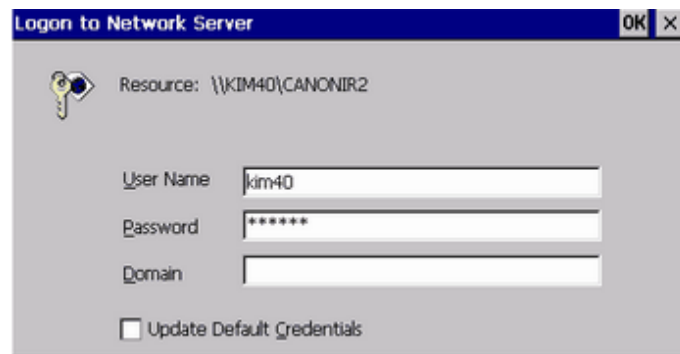 Logon to Network Server OK ×
Resource: \\KIM40\CANONIR2
User Name kim40
Password ******
Domain
Update Default Credentials